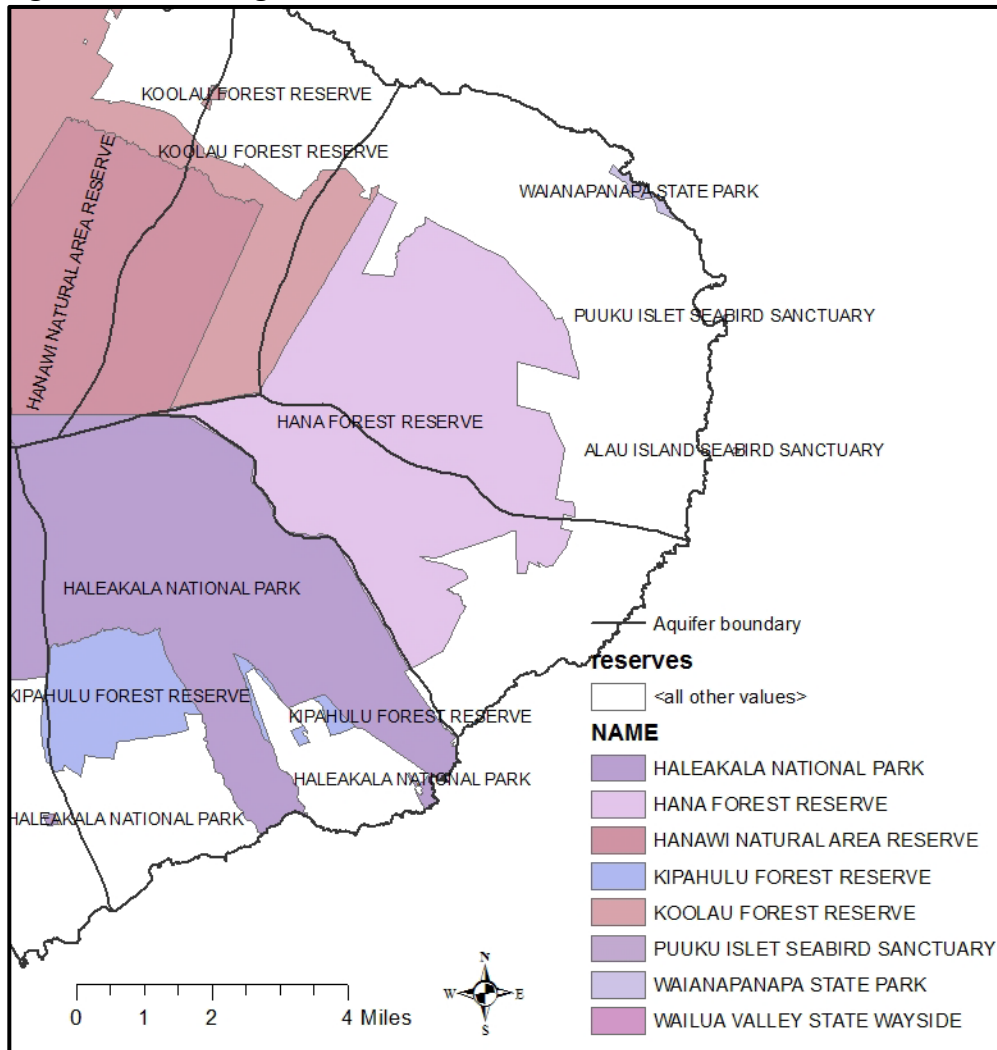 KOOLAU FOREST RESERVE
KOOLAU FOREST RESERVE
HANAWI NATURAL AREA RESERVE
WAIANAPANAPA STATE PARK
PUUKU ISLET SEABIRD SANCTUARY
HANA FOREST RESERVE
ALAU ISLAND SEABIRD SANCTUARY
HALEAKALA NATIONAL PARK
KIPAHULU FOREST RESERVE
KIPAHULU FOREST RESERVE
HALEAKALA NATIONAL PARK
HALEAKALA NATIONAL PARK
Aquifer boundary
reserves
<all other values>
NAME
HALEAKALA NATIONAL PARK
HANA FOREST RESERVE
HANAWI NATURAL AREA RESERVE
KIPAHULU FOREST RESERVE
KOOLAU FOREST RESERVE
PUUKU ISLET SEABIRD SANCTUARY
WAIANAPANAPA STATE PARK
WAILUA VALLEY STATE WAYSIDE
N
W E
S
0 1 2 4 Miles